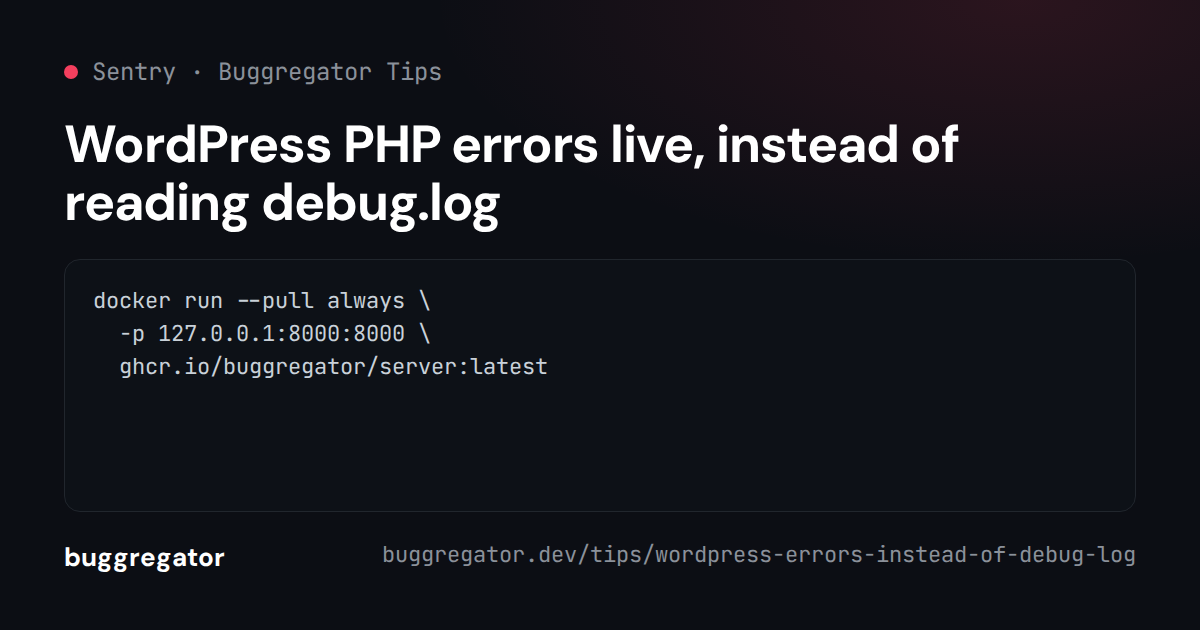 Sentry · Buggregator Tips
WordPress PHP errors live, instead of
reading debug.log
docker run --pull always \
-p 127.0.0.1:8000:8000 \
ghcr.io/buggregator/server:latest
buggregator
buggregator.dev/tips/wordpress-errors-instead-of-debug-log